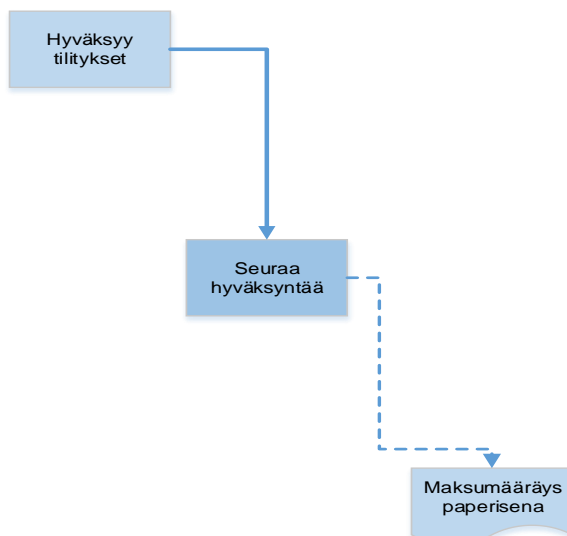 Hyväksyy
tilitykset
Seuraa
hyväksyntää
Maksumääräys
paperisena